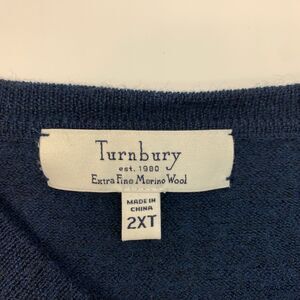 Turnbury
est. 1980
Extra Fine Merino Wool
MADE IN
CHINA
2XT